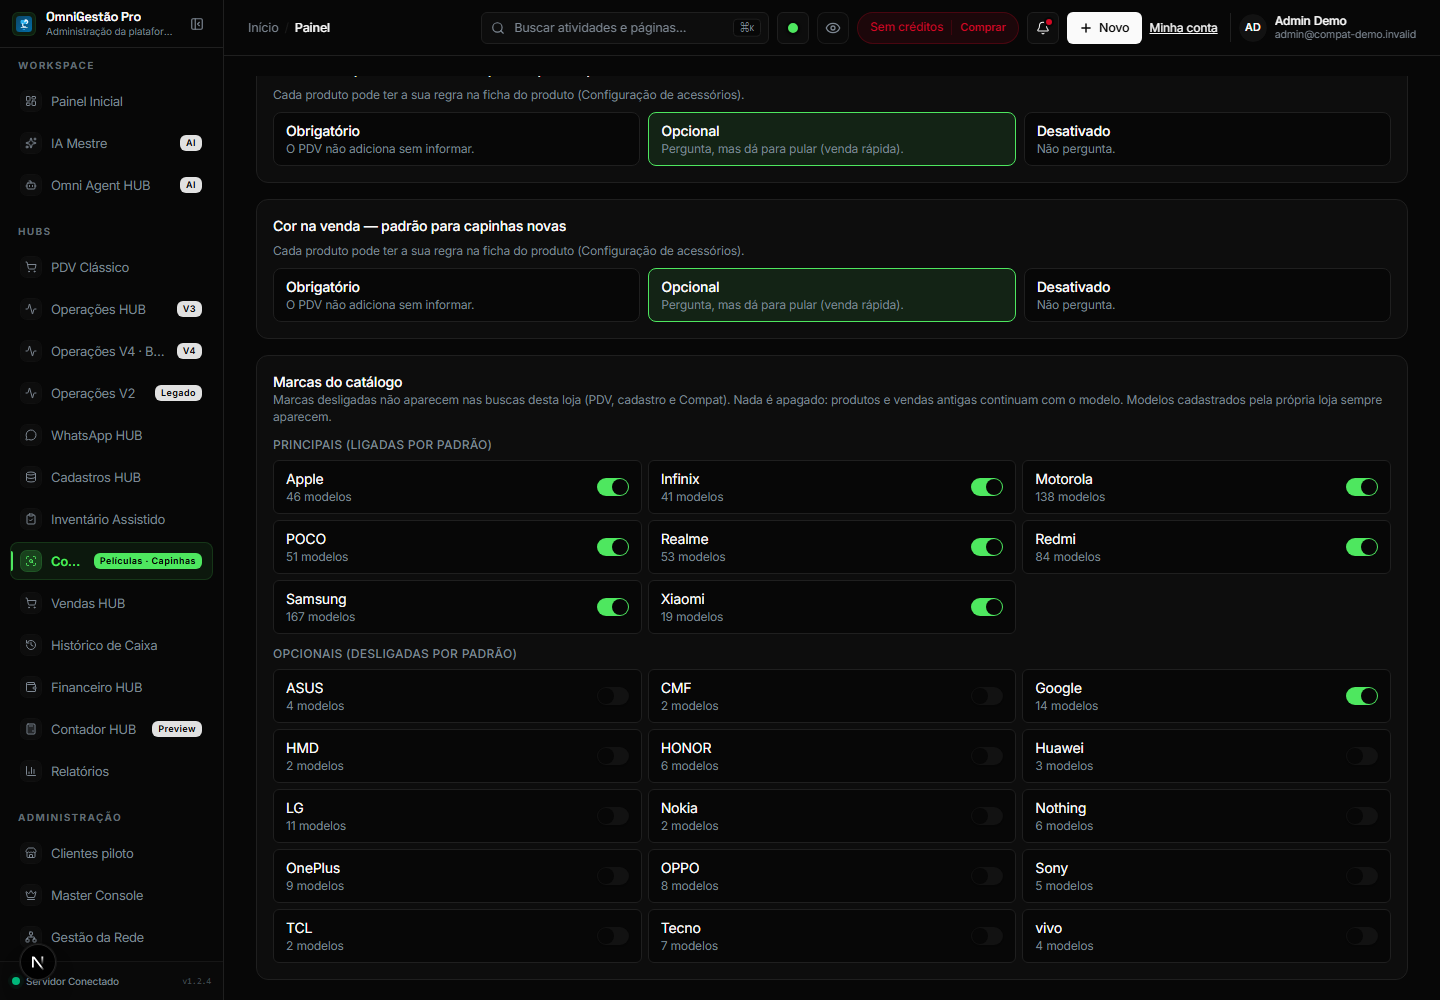 OmniGestão Pro
Administração da platafor...
WORKSPACE
Painel Inicial
IA Mestre AI
Omni Agent HUB AI
HUBS
PDV Clássico
Operações HUB V3
Operações V4 · B... V4
Operações V2 Legado
WhatsApp HUB
Cadastros HUB
Inventário Assistido
Co... Películas · Capinhas
Vendas HUB
Histórico de Caixa
Financeiro HUB
Contador HUB Preview
Relatórios
ADMINISTRAÇÃO
Clientes piloto
Master Console
Gestão da Rede
N
Servidor Conectado v1.2.4
Início / Painel
Buscar atividades e páginas... ⌘K
Sem créditos Comprar
+ Novo
Minha conta
AD
Admin Demo
admin@compat-demo.invalid
Cada produto pode ter a sua regra na ficha do produto (Configuração de acessórios).
Obrigatório
O PDV não adiciona sem informar.
Opcional
Pergunta, mas dá para pular (venda rápida).
Desativado
Não pergunta.
Cor na venda — padrão para capinhas novas
Cada produto pode ter a sua regra na ficha do produto (Configuração de acessórios).
Obrigatório
O PDV não adiciona sem informar.
Opcional
Pergunta, mas dá para pular (venda rápida).
Desativado
Não pergunta.
Marcas do catálogo
Marcas desligadas não aparecem nas buscas desta loja (PDV, cadastro e Compat). Nada é apagado: produtos e vendas antigas continuam com o modelo. Modelos cadastrados pela própria loja sempre
aparecem.
PRINCIPAIS (LIGADAS POR PADRÃO)
Apple
46 modelos
Infinix
41 modelos
Motorola
138 modelos
POCO
51 modelos
Realme
53 modelos
Redmi
84 modelos
Samsung
167 modelos
Xiaomi
19 modelos
OPCIONAIS (DESLIGADAS POR PADRÃO)
ASUS
4 modelos
CMF
2 modelos
Google
14 modelos
HMD
2 modelos
HONOR
6 modelos
Huawei
3 modelos
LG
11 modelos
Nokia
2 modelos
Nothing
6 modelos
OnePlus
9 modelos
OPPO
8 modelos
Sony
5 modelos
TCL
2 modelos
Tecno
7 modelos
vivo
4 modelos